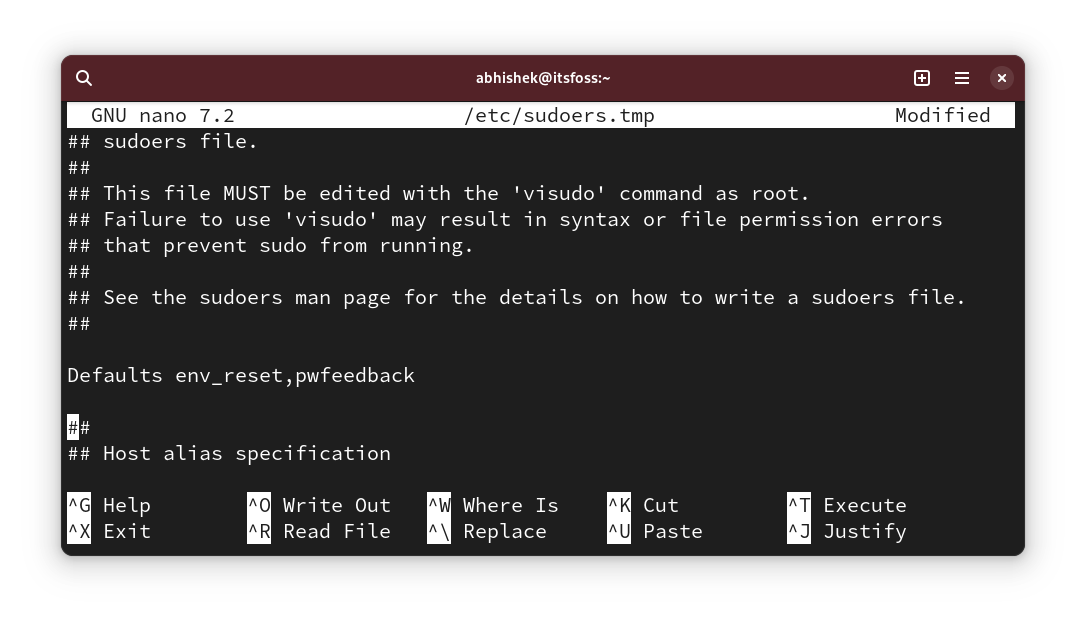 abhishek@itsfoss:~
GNU nano 7.2 /etc/sudoers.tmp Modified
## sudoers file.
##
## This file MUST be edited with the 'visudo' command as root.
## Failure to use 'visudo' may result in syntax or file permission errors
## that prevent sudo from running.
##
## See the sudoers man page for the details on how to write a sudoers file.
##
Defaults env_reset,pwfeedback
##
## Host alias specification
^G Help ^O Write Out ^W Where Is ^K Cut ^T Execute
^X Exit ^R Read File ^\ Replace ^U Paste ^J Justify